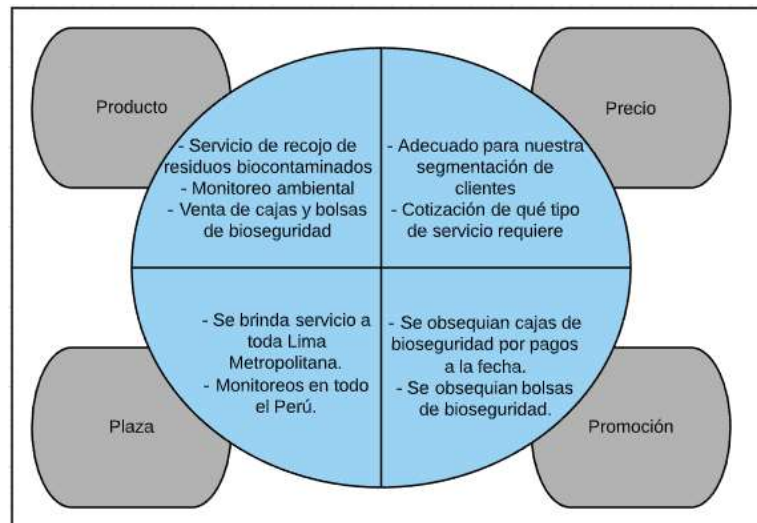 Producto
- Servicio de recojo de
residuos biocontaminados
- Monitoreo ambiental
- Venta de cajas y bolsas
de bioseguridad
Precio
- Adecuado para nuestra
segmentación de
clientes
- Cotización de qué tipo
de servicio requiere
Plaza
- Se brinda servicio a
toda Lima
Metropolitana.
- Monitoreos en todo
el Perú.
Promoción
- Se obsequian cajas de
bioseguridad por pagos
a la fecha.
- Se obsequian bolsas
de bioseguridad.